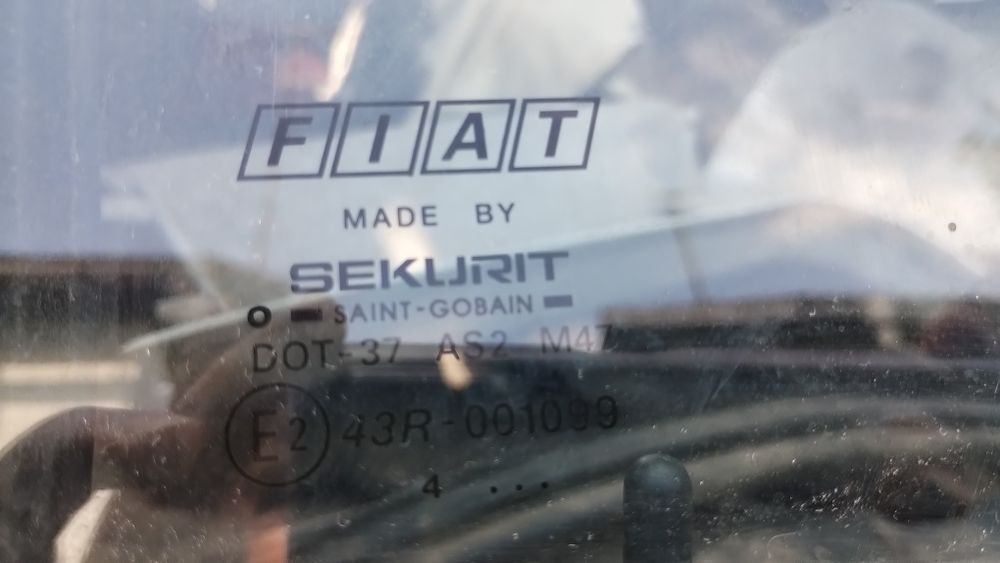 FIAT
MADE BY
SEKURIT
SAINT-GOBAIN
DOT-37 AS2 M47
E2 43R-001099
4 ...